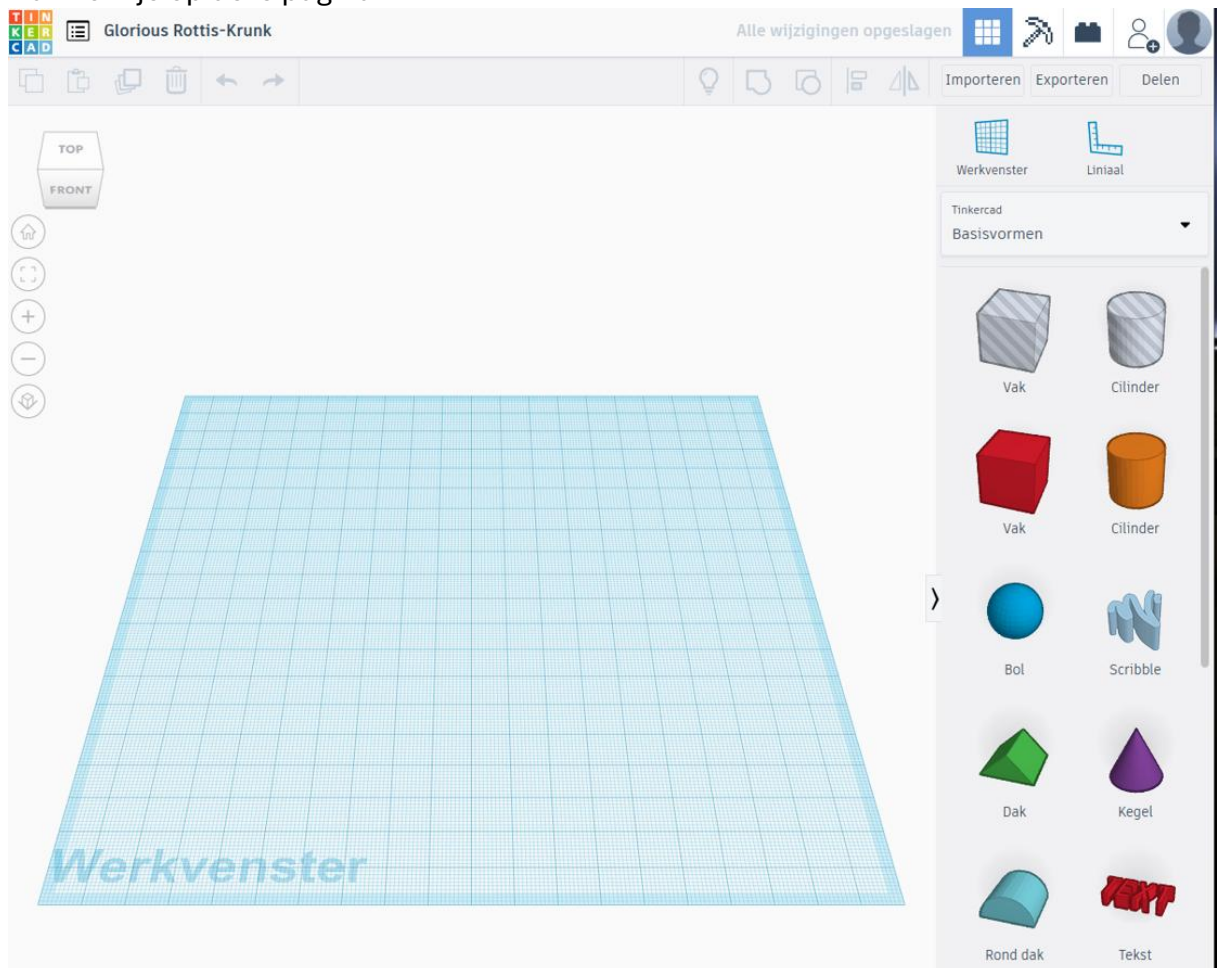 TIN
KER
CAD
Glorious Rottis-Krunk
Alle wijzigingen opgeslagen
Importeren
Exporteren
Delen
TOP
FRONT
Werkvenster
Liniaal
Tinkercad
Basisvormen
Vak
Cilinder
Vak
Cilinder
Bol
Scribble
Dak
Kegel
TEXT
Rond dak
Tekst
Werkvenster